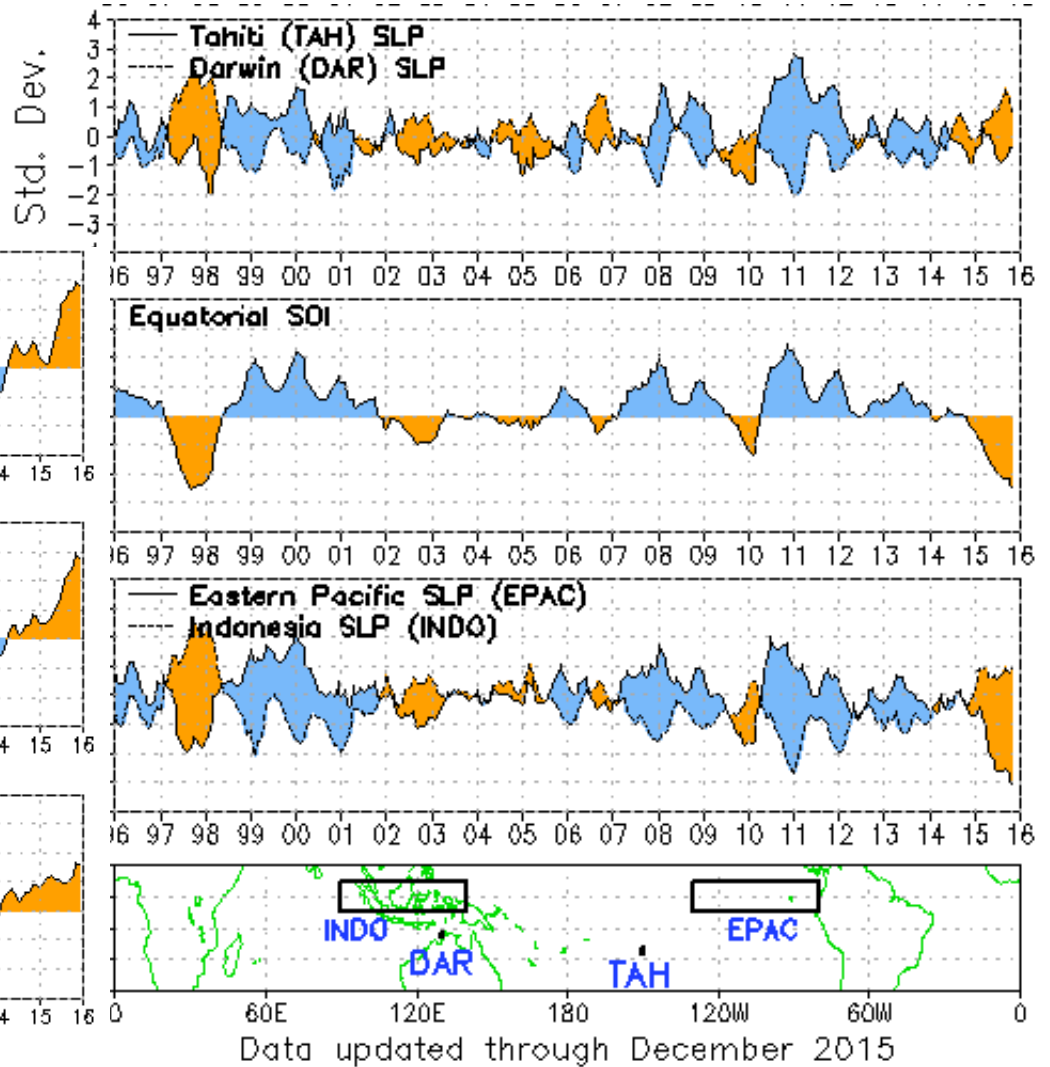 4
3
2
1
0
-1
-2
-3
Std. Dev.
Tahiti (TAH) SLP
Darwin (DAR) SLP
96 97 98 99 00 01 02 03 04 05 06 07 08 09 10 11 12 13 14 15 16
Equatorial SOI
4 15 16
96 97 98 99 00 01 02 03 04 05 06 07 08 09 10 11 12 13 14 15 16
Eastern Pacific SLP (EPAC)
Indonesia SLP (INDO)
4 15 16
96 97 98 99 00 01 02 03 04 05 06 07 08 09 10 11 12 13 14 15 16
INDO
EPAC
DAR
TAH
4 15 16
0 60E 120E 180 120W 60W 0
Data updated through December 2015